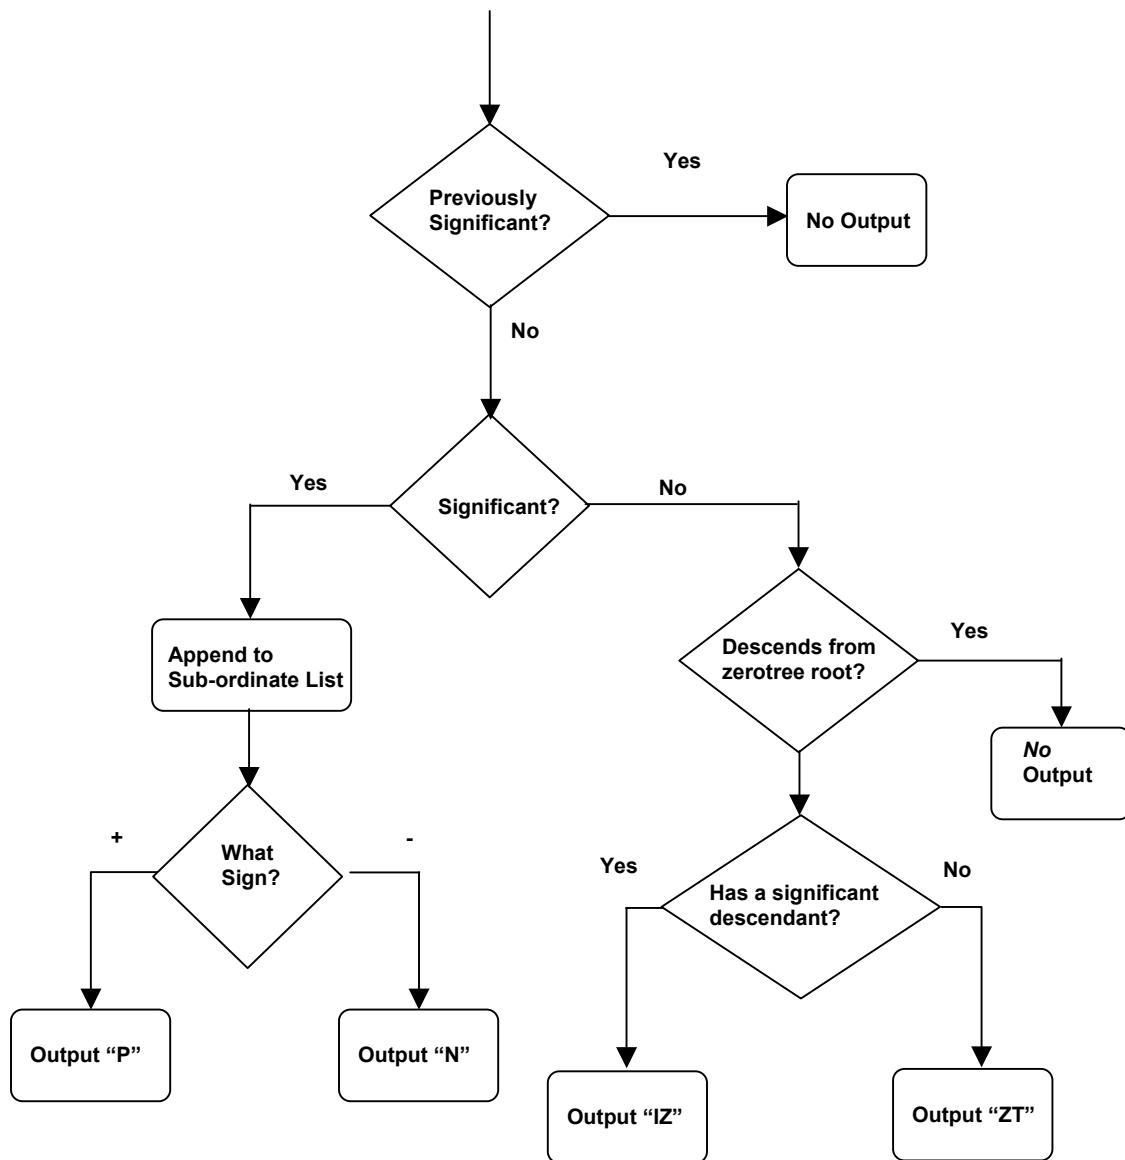 Yes
Previously
Significant?
No Output
No
Yes
Significant?
No
Append to
Sub-ordinate List
Descends from
zerotree root?
Yes
No
Output
+
What
Sign?
-
Yes
Has a significant
descendant?
No
Output “P”
Output “N”
Output “IZ”
Output “ZT”